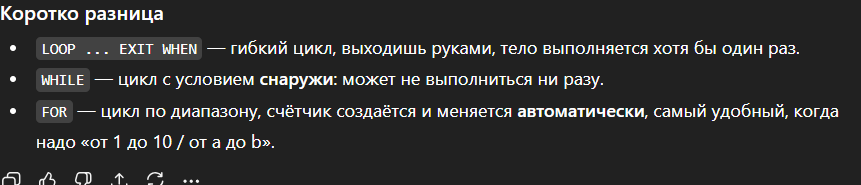 Коротко разница
• LOOP ... EXIT WHEN — гибкий цикл, выходишь руками, тело выполняется хотя бы один раз.
• WHILE — цикл с условием снаружи: может не выполниться ни разу.
• FOR — цикл по диапазону, счётчик создаётся и меняется автоматически, самый удобный, когда
надо «от 1 до 10 / от a до b».